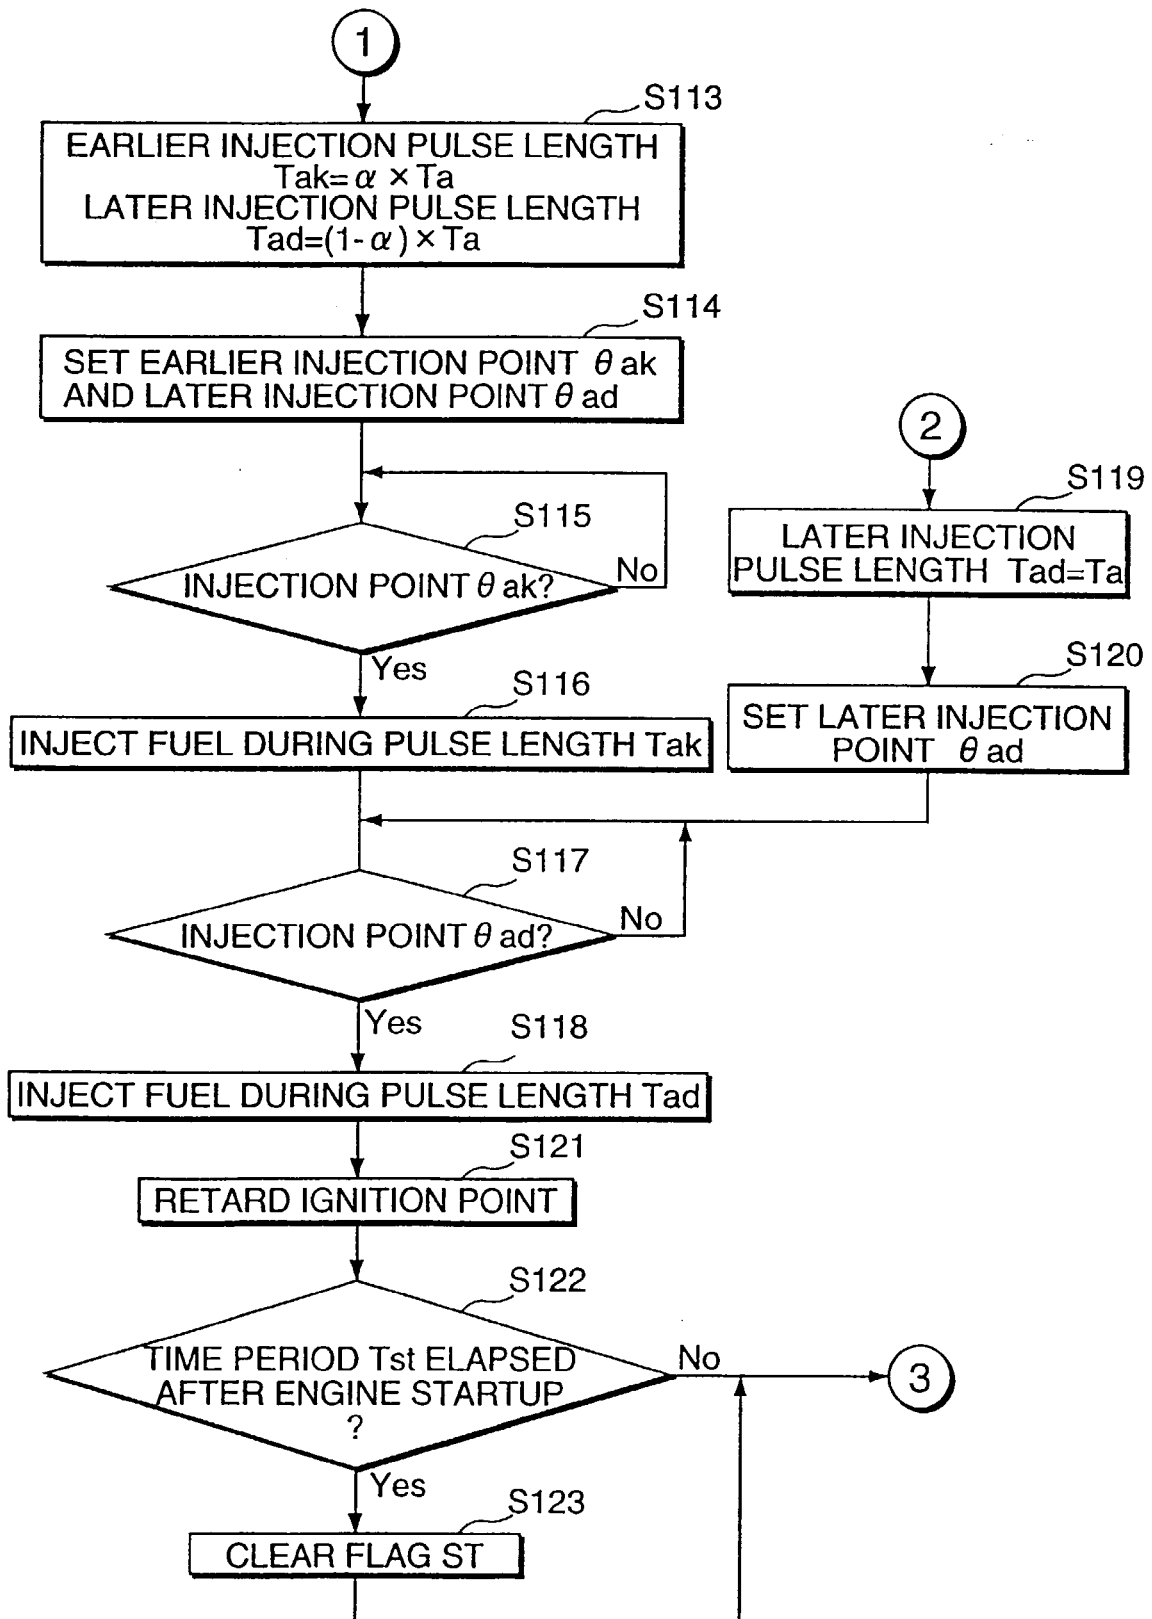 1
S113
EARLIER INJECTION PULSE LENGTH
Tak=α×Ta
LATER INJECTION PULSE LENGTH
Tad=(1-α)×Ta
S114
SET EARLIER INJECTION POINT θak
AND LATER INJECTION POINT θad
S115
INJECTION POINT θak?
No
Yes
S116
INJECT FUEL DURING PULSE LENGTH Tak
2
S119
LATER INJECTION
PULSE LENGTH Tad=Ta
S120
SET LATER INJECTION
POINT θad
S117
INJECTION POINT θad?
No
Yes
S118
INJECT FUEL DURING PULSE LENGTH Tad
S121
RETARD IGNITION POINT
S122
TIME PERIOD Tst ELAPSED
AFTER ENGINE STARTUP
?
No
3
Yes
S123
CLEAR FLAG ST